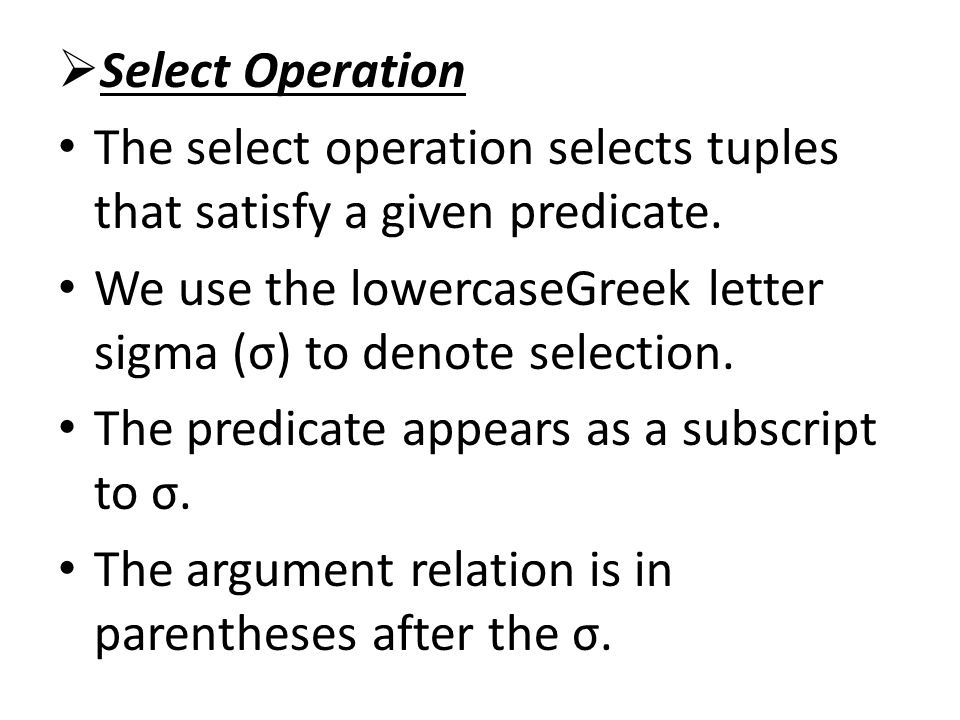 ➢Select Operation
• The select operation selects tuples
that satisfy a given predicate.
• We use the lowercaseGreek letter
sigma (σ) to denote selection.
• The predicate appears as a subscript
to σ.
• The argument relation is in
parentheses after the σ.